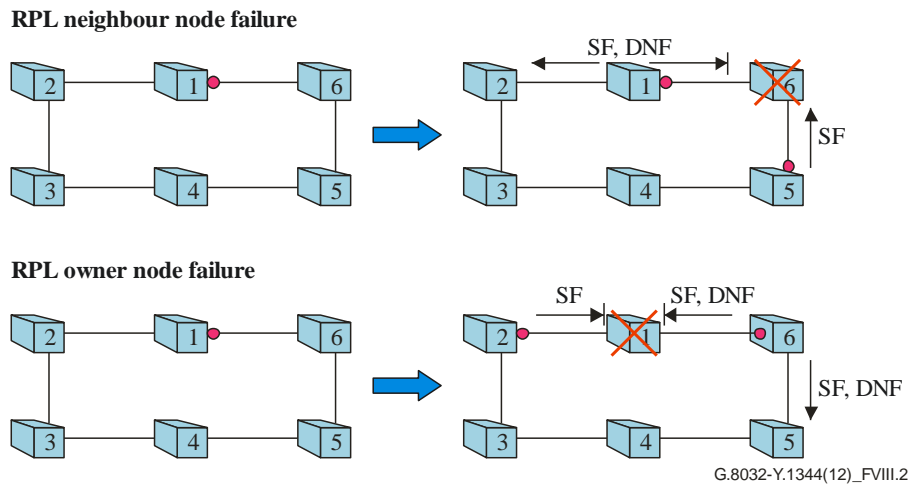 RPL neighbour node failure
2 1 6
3 4 5
SF, DNF
2 1 6
SF
3 4 5
RPL owner node failure
2 1 6
3 4 5
SF SF, DNF
2 1 6
SF, DNF
3 4 5
G.8032-Y.1344(12)_FVIII.2